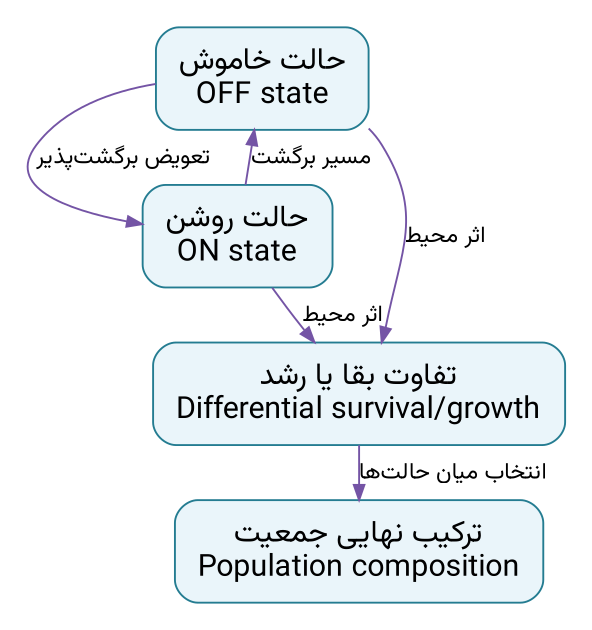 حالت خاموش
OFF state
تعویض برگشت‌پذیر
مسیر برگشت
حالت روشن
ON state
اثر محیط
اثر محیط
تفاوت بقا یا رشد
Differential survival/growth
انتخاب میان حالت‌ها
ترکیب نهایی جمعیت
Population composition